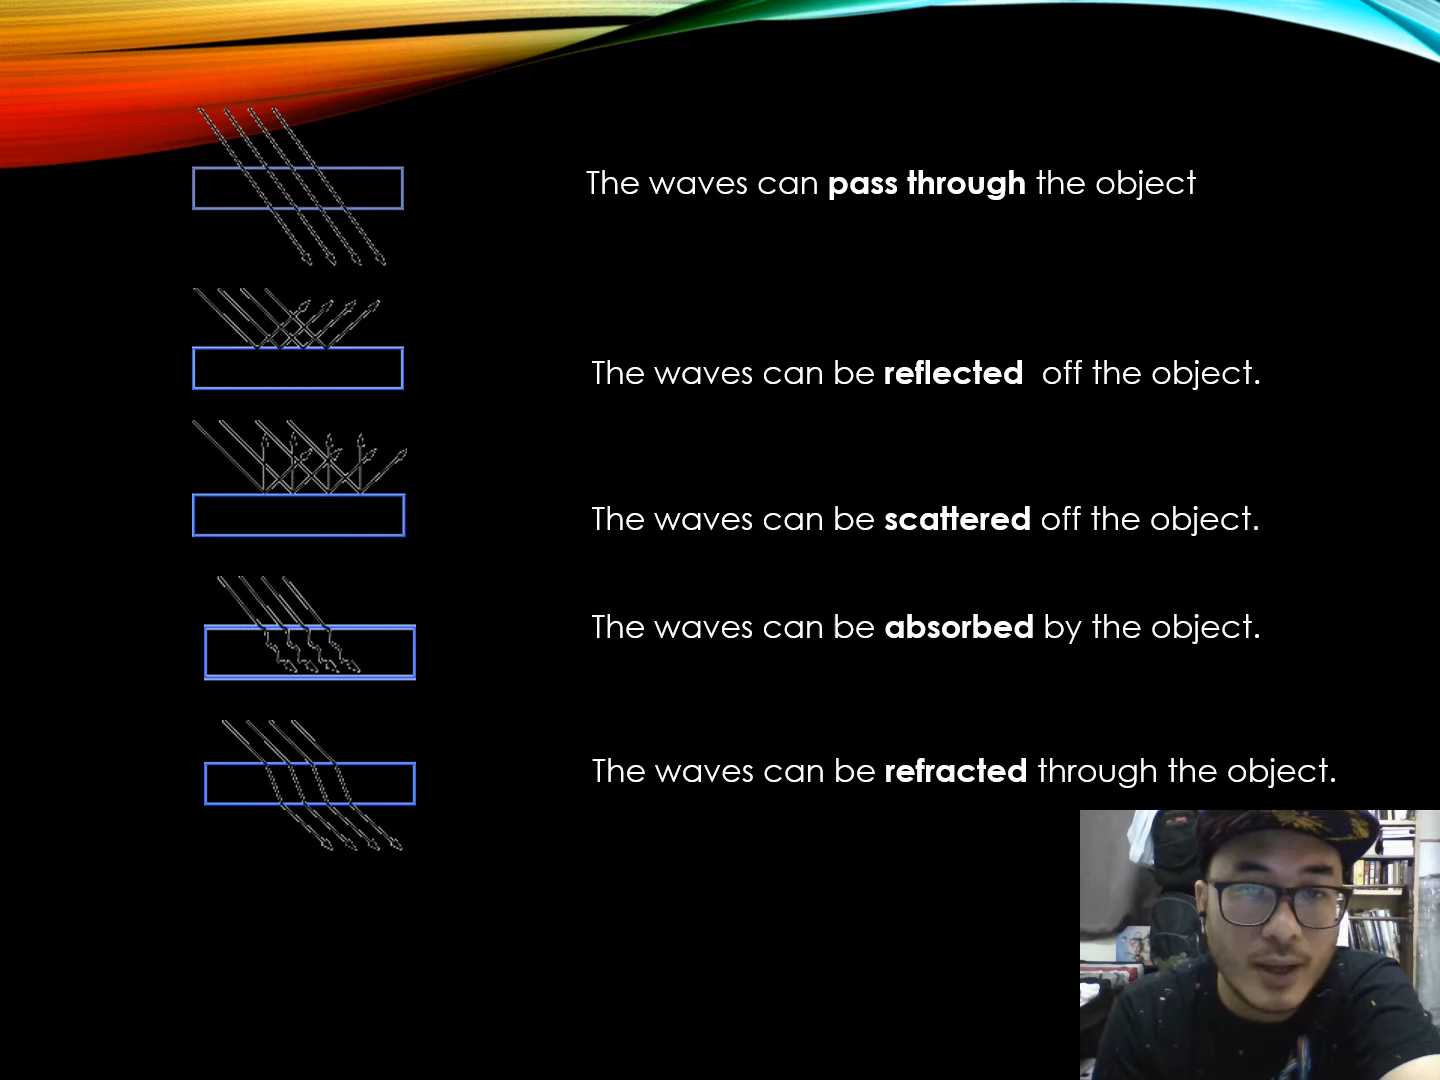 The waves can pass through the object
The waves can be reflected off the object.
The waves can be scattered off the object.
The waves can be absorbed by the object.
The waves can be refracted through the object.